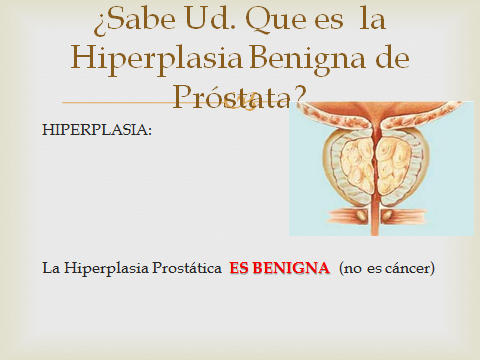 ¿Sabe Ud. Que es la
Hiperplasia Benigna de
Próstata?
HIPERPLASIA:
La Hiperplasia Prostática ES BENIGNA (no es cáncer)